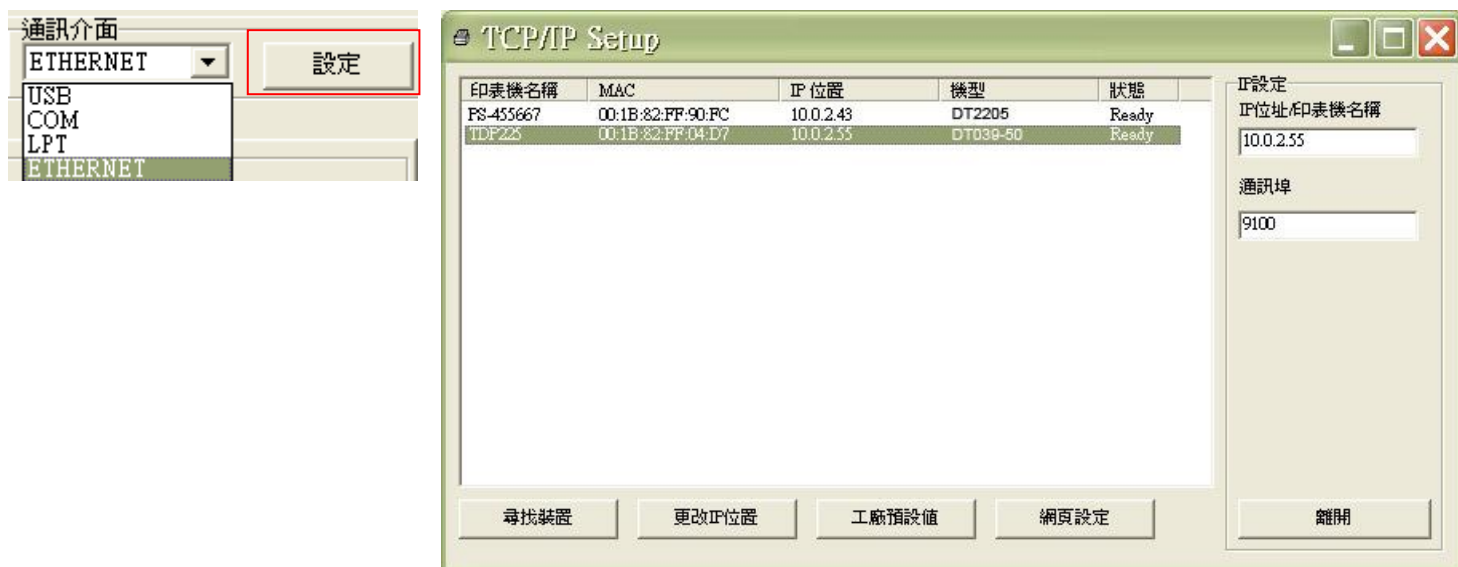 通訊介面
ETHERNET
設定
USB
COM
LPT
ETHERNET
TCP/IP Setup
印表機名稱 MAC IP 位置 機型 狀態
PS-455667 00:1B:82:FF:90:FC 10.0.2.43 DT2205 Ready
TDP225 00:1B:82:FF:04:D7 10.0.2.55 DT039-50 Ready
IP設定
IP位址/印表機名稱
10.0.2.55
通訊埠
9100
尋找裝置 更改IP位置 工廠預設值 網頁設定 離開